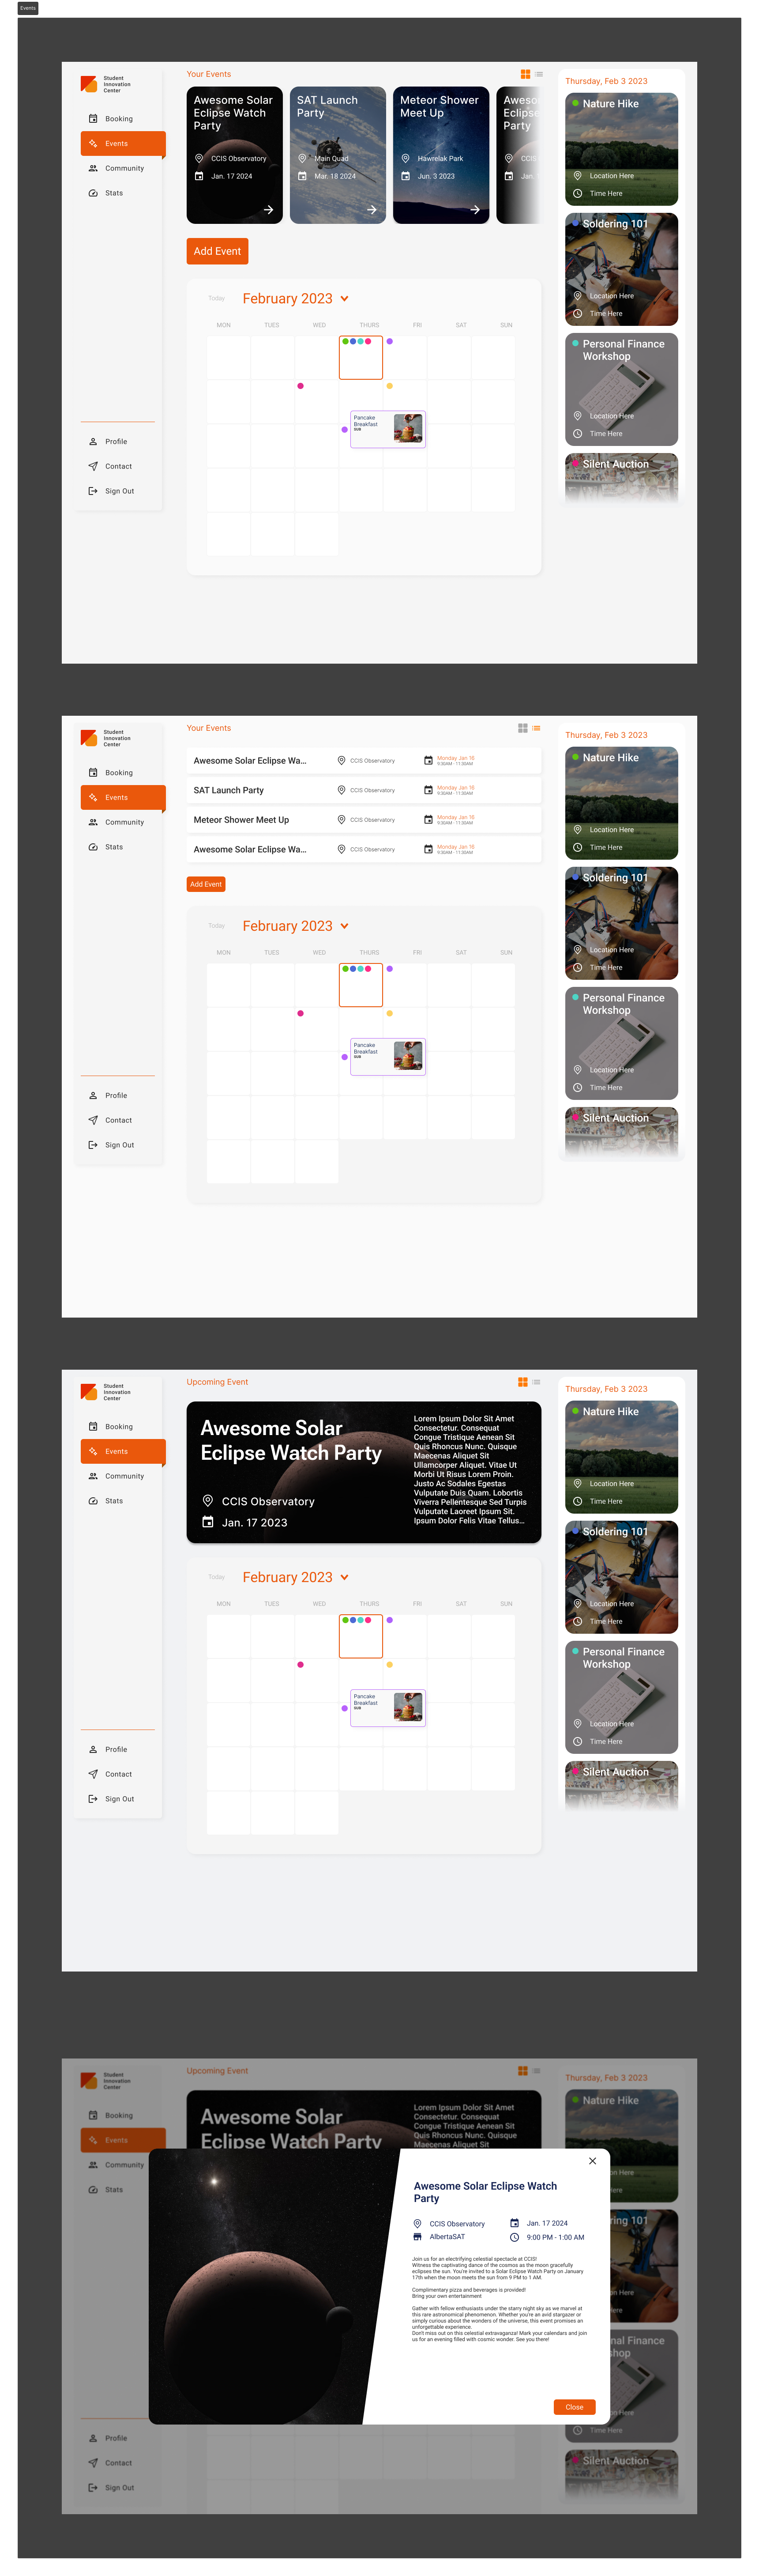 Events
Student
Innovation
Center
Booking
Events
Community
Stats
Profile
Contact
Sign Out
Your Events
Awesome Solar
Eclipse Watch
Party
CCIS Observatory
Jan. 17 2024
SAT Launch
Party
Main Quad
Mar. 18 2024
Meteor Shower
Meet Up
Hawrelak Park
Jun. 3 2023
Aweso
Eclipse
Party
CCIS
Jan
Add Event
Today
February 2023
MON TUES WED THURS FRI SAT SUN
Pancake
Breakfast
SUB
Thursday, Feb 3 2023
Nature Hike
Location Here
Time Here
Soldering 101
Location Here
Time Here
Personal Finance
Workshop
Location Here
Time Here
Silent Auction
Student
Innovation
Center
Booking
Events
Community
Stats
Profile
Contact
Sign Out
Your Events
Awesome Solar Eclipse Wa...
CCIS Observatory
Monday Jan 16
9:30AM - 11:30AM
SAT Launch Party
CCIS Observatory
Monday Jan 16
9:30AM - 11:30AM
Meteor Shower Meet Up
CCIS Observatory
Monday Jan 16
9:30AM - 11:30AM
Awesome Solar Eclipse Wa...
CCIS Observatory
Monday Jan 16
9:30AM - 11:30AM
Add Event
Today
February 2023
MON TUES WED THURS FRI SAT SUN
Pancake
Breakfast
SUB
Thursday, Feb 3 2023
Nature Hike
Location Here
Time Here
Soldering 101
Location Here
Time Here
Personal Finance
Workshop
Location Here
Time Here
Silent Auction
Student
Innovation
Center
Booking
Events
Community
Stats
Profile
Contact
Sign Out
Upcoming Event
Awesome Solar
Eclipse Watch Party
CCIS Observatory
Jan. 17 2023
Lorem Ipsum Dolor Sit Amet
Consectetur. Consequat
Congue Tristique Aenean Sit
Quis Rhoncus Nunc. Quisque
Maecenas Aliquet Sit
Ullamcorper Aliquet. Vitae Ut
Morbi Ut Risus Lorem Proin.
Justo Ac Sodales Egestas
Vulputate Duis Quam. Lobortis
Viverra Pellentesque Sed Turpis
Vulputate Laoreet Ipsum Sit.
Ipsum Dolor Felis Vitae Tellus...
Today
February 2023
MON TUES WED THURS FRI SAT SUN
Pancake
Breakfast
SUB
Thursday, Feb 3 2023
Nature Hike
Location Here
Time Here
Soldering 101
Location Here
Time Here
Personal Finance
Workshop
Location Here
Time Here
Silent Auction
Student
Innovation
Center
Booking
Events
Community
Stats
Profile
Contact
Sign Out
Upcoming Event
Awesome Solar
Eclipse Watch Party
Lorem Ipsum Dolor Sit Amet
Consectetur. Consequat
Congue Tristique Aenean Sit
Quis Rhoncus Nunc. Quisque
Maecenas Aliquet Sit
Thursday, Feb 3 2023
Nature Hike
ng 101
l Finance
hop
on Here
Time Here
Silent Auction
Awesome Solar Eclipse Watch
Party
CCIS Observatory
Jan. 17 2024
AlbertaSAT
9:00 PM - 1:00 AM
Join us for an electrifying celestial spectacle at CCIS!
Witness the captivating dance of the cosmos as the moon gracefully
eclipses the sun. You're invited to a Solar Eclipse Watch Party on January
17th when the moon meets the sun from 9 PM to 1 AM.
Complimentary pizza and beverages is provided!
Bring your own entertainment
Gather with fellow enthusiasts under the starry night sky as we marvel at
this rare astronomical phenomenon. Whether you're an avid stargazer or
simply curious about the wonders of the universe, this event promises an
unforgettable experience.
Don't miss out on this celestial extravaganza! Mark your calendars and join
us for an evening filled with cosmic wonder. See you there!
Close